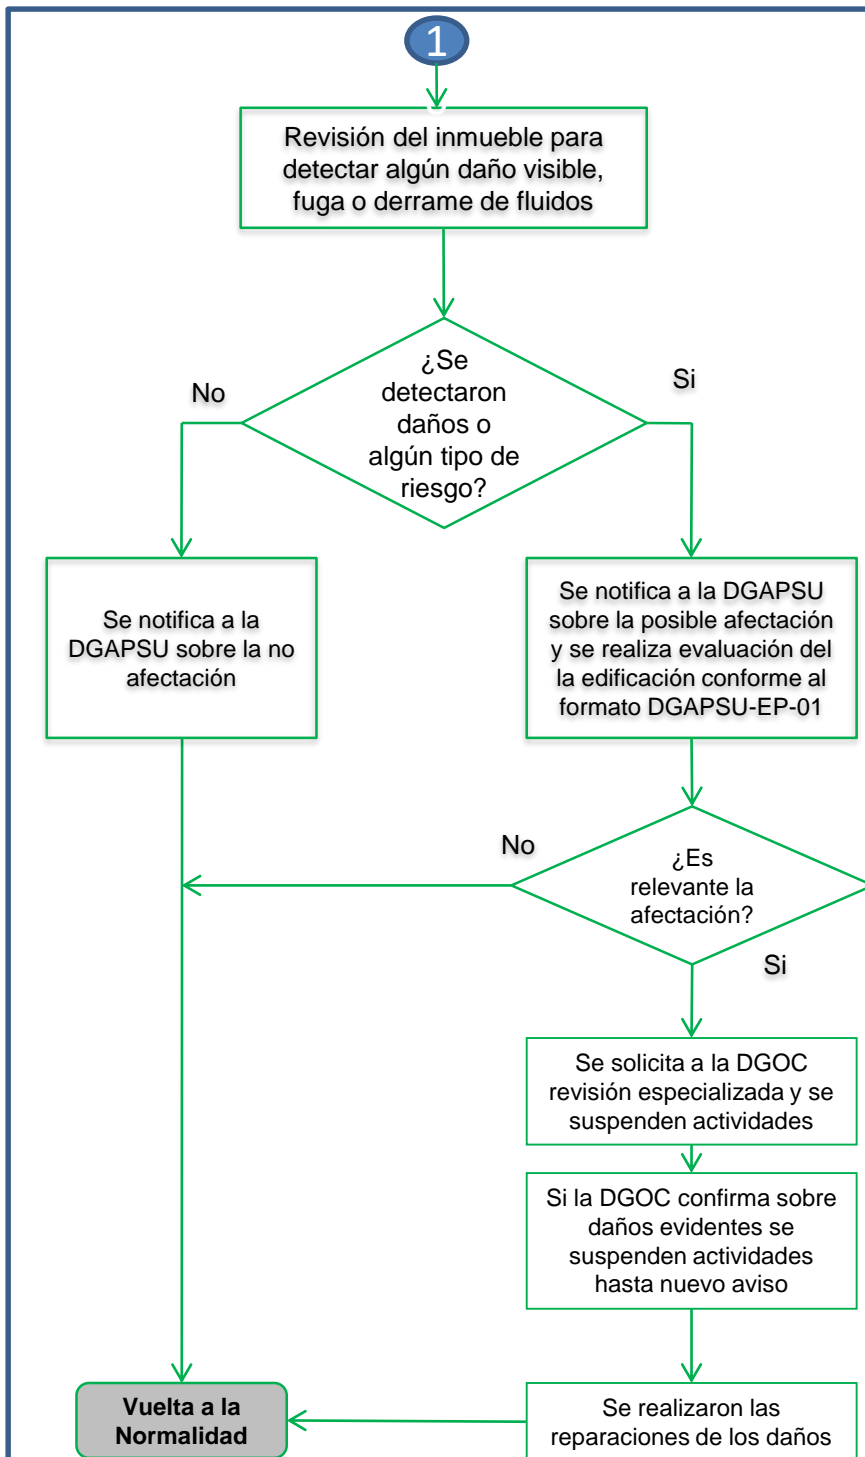 1
Revisión del inmueble para
detectar algún daño visible,
fuga o derrame de fluidos
¿Se
detectaron
daños o
algún tipo de
riesgo?
No
Si
Se notifica a la
DGAPSU sobre la no
afectación
Se notifica a la DGAPSU
sobre la posible afectación
y se realiza evaluación del
la edificación conforme al
formato DGAPSU-EP-01
No
¿Es
relevante la
afectación?
Si
Se solicita a la DGOC
revisión especializada y se
suspenden actividades
Si la DGOC confirma sobre
daños evidentes se
suspenden actividades
hasta nuevo aviso
Vuelta a la
Normalidad
Se realizaron las
reparaciones de los daños